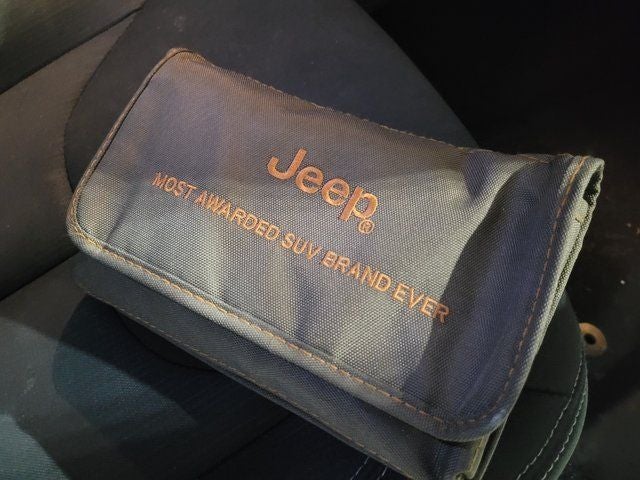 Jeep®
MOST AWARDED SUV BRAND EVER